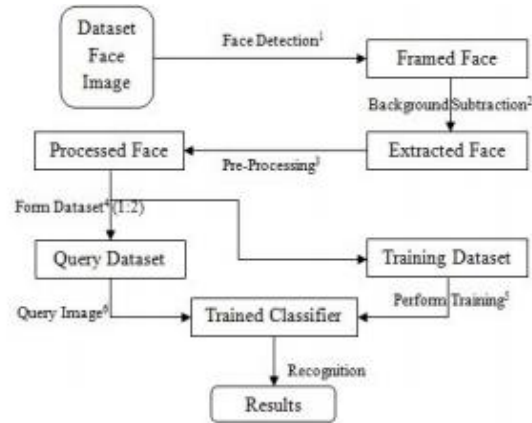 Dataset
Face
Image
Face Detection¹
Framed Face
Background Subtraction²
Processed Face
Pre-Processing³
Extracted Face
Form Dataset⁴ (1:2)
Query Dataset
Training Dataset
Query Image⁶
Trained Classifier
Perform Training⁵
Recognition
Results